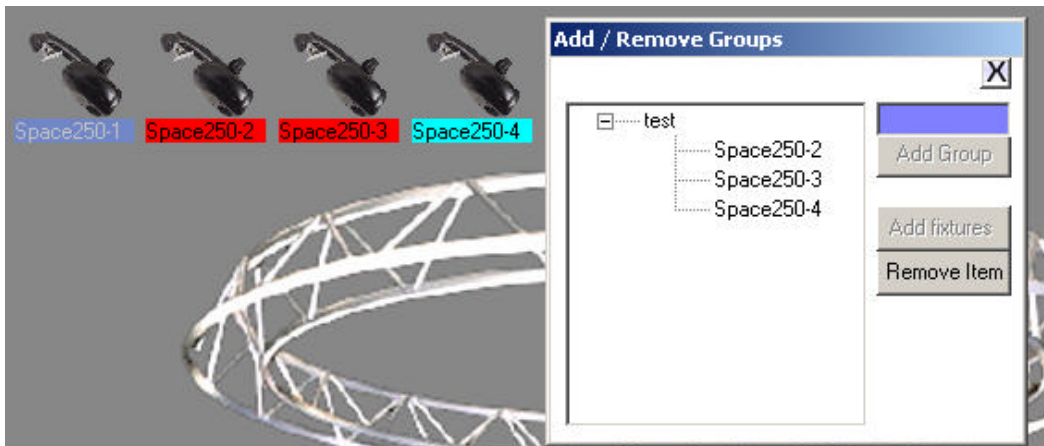 Space250-1 Space250-2 Space250-3 Space250-4
Add / Remove Groups
X
test
Space250-2
Space250-3
Space250-4
Add Group
Add fixtures
Remove Item